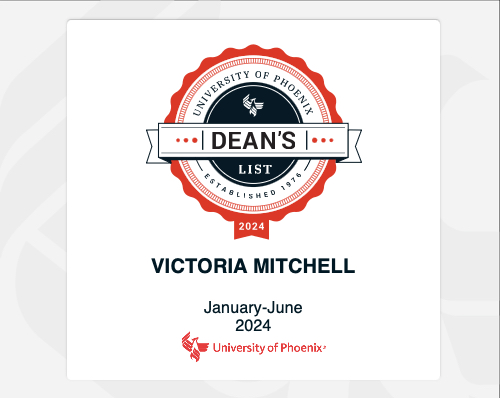 UNIVERSITY OF PHOENIX
DEAN'S
LIST
ESTABLISHED 1976
2024
VICTORIA MITCHELL
January-June
2024
University of Phoenix